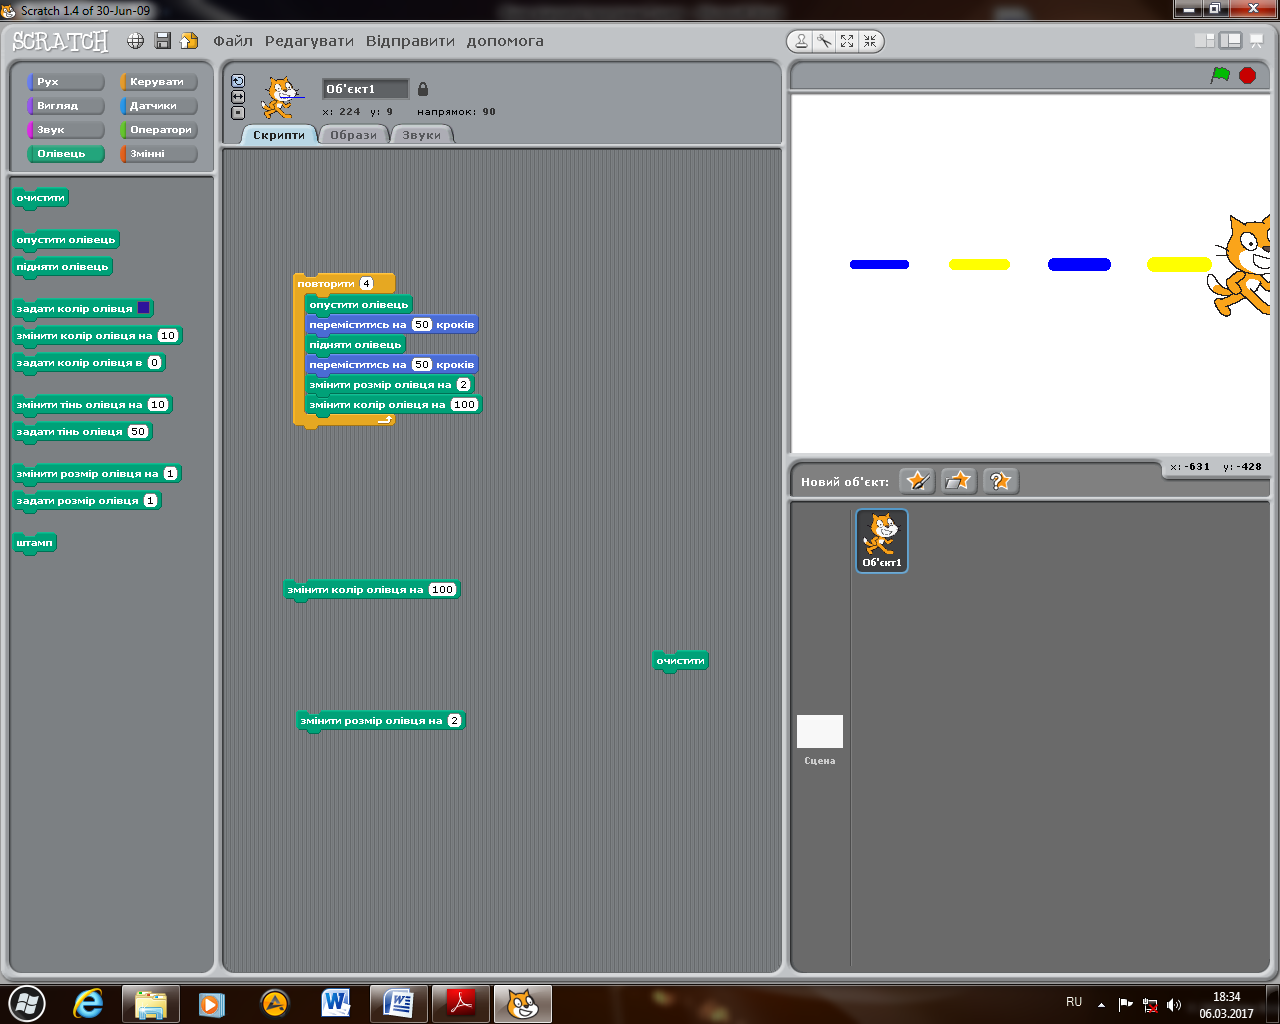 Scratch 1.4 of 30-Jun-09
SCRATCH Файл Редагувати Відправити допомога
Рух Керувати
Вигляд Датчики
Звук Оператори
Олівець Змінні
очистити
опустити олівець
підняти олівець
задати колір олівця
змінити колір олівця на 10
задати колір олівця в 0
змінити тінь олівця на 10
задати тінь олівця 50
змінити розмір олівця на 1
задати розмір олівця 1
штамп
Об'єкт1
x: 224 y: 9 напрямок: 90
Скрипти Образи Звуки
повторити 4
опустити олівець
переміститись на 50 кроків
підняти олівець
переміститись на 50 кроків
змінити розмір олівця на 2
змінити колір олівця на 100
змінити колір олівця на 100
очистити
змінити розмір олівця на 2
x: -631 y: -428
Новий об'єкт:
Об'єкт1
Сцена
RU
18:34
06.03.2017